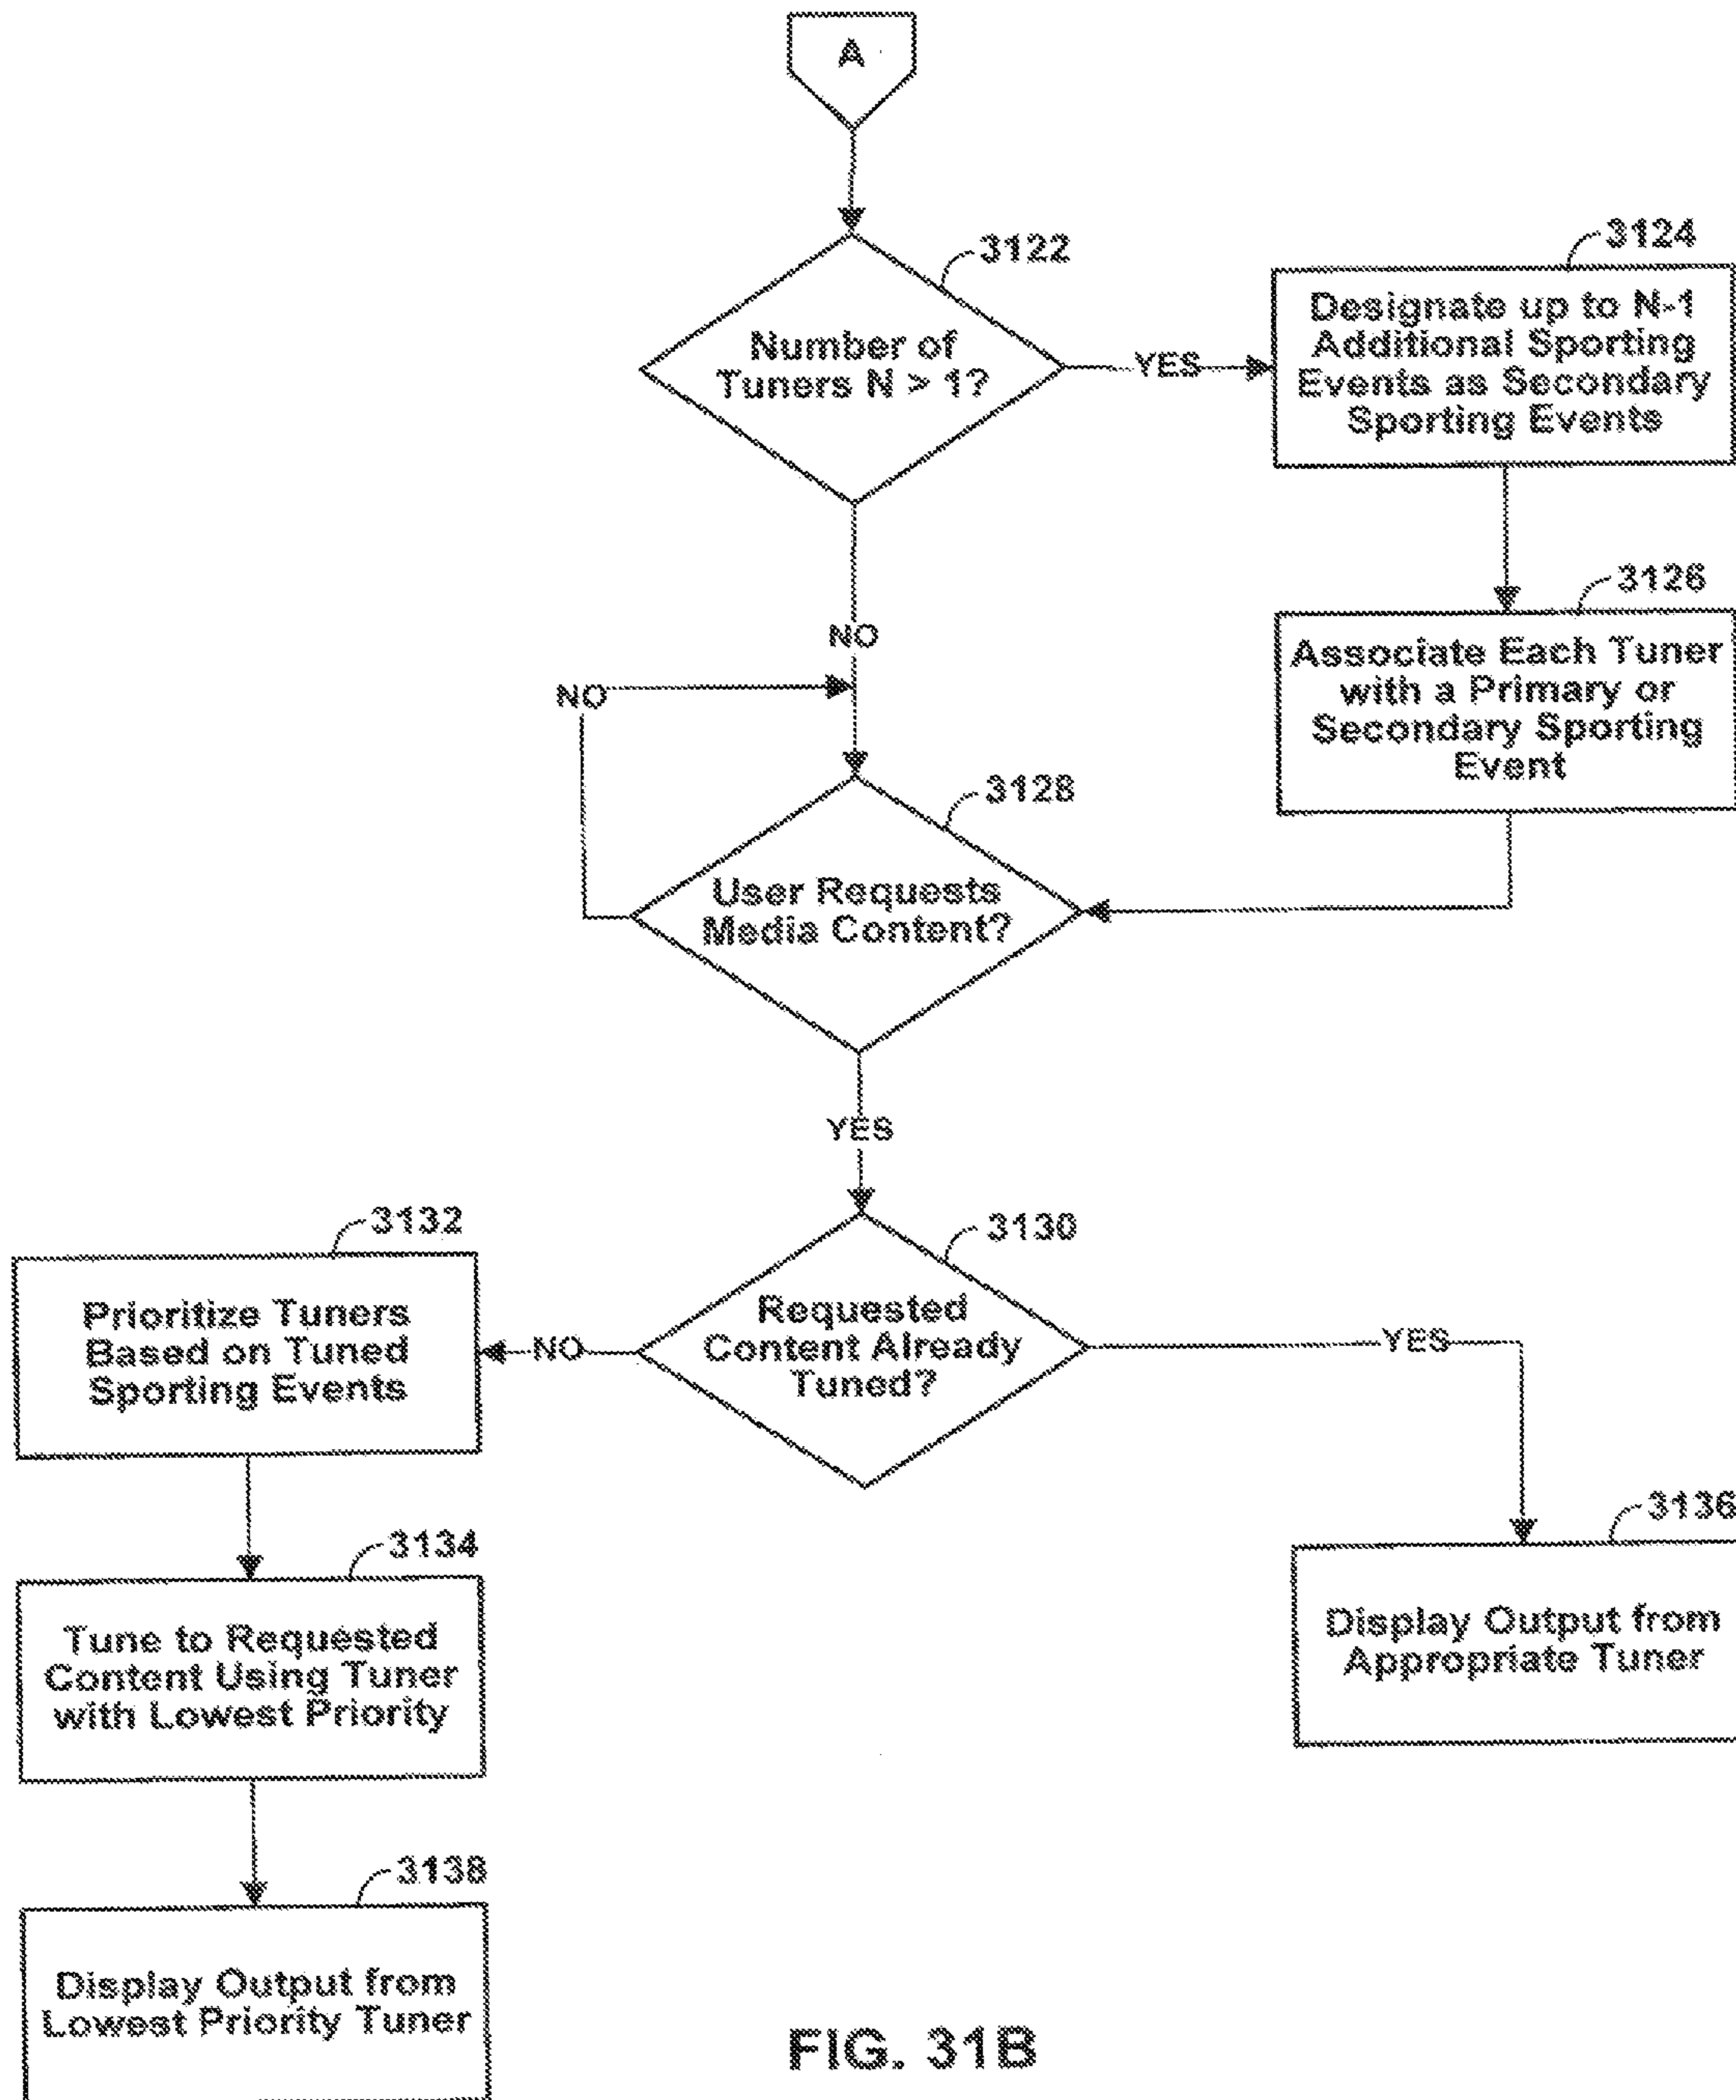 A
3122
Number of
Tuners N > 1?
YES
3124
Designate up to N-1
Additional Sporting
Events as Secondary
Sporting Events
3126
Associate Each Tuner
with a Primary or
Secondary Sporting
Event
NO
NO
3128
User Requests
Media Content?
YES
3130
Requested
Content Already
Tuned?
NO
YES
3132
Prioritize Tuners
Based on Tuned
Sporting Events
3134
Tune to Requested
Content Using Tuner
with Lowest Priority
3136
Display Output from
Appropriate Tuner
3138
Display Output from
Lowest Priority Tuner
FIG. 31B